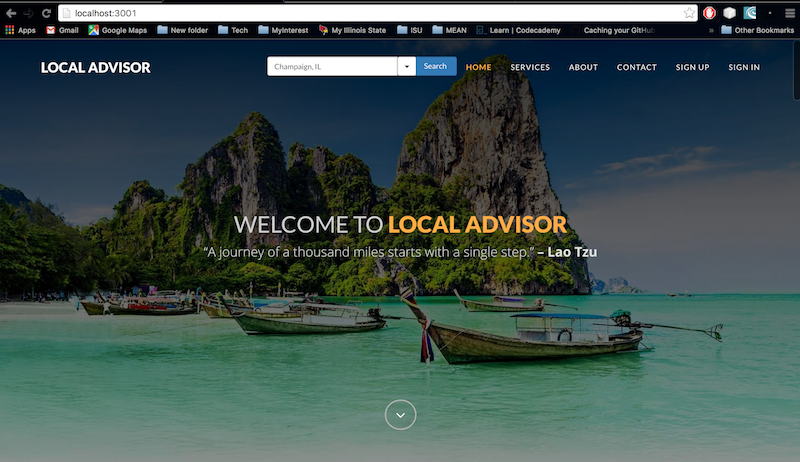 localhost:3001
Apps Gmail Google Maps New folder Tech MyInterest My Illinois State ISU MEAN Learn | Codecademy Caching your GitHub » Other Bookmarks
LOCAL ADVISOR Champaign, IL Search HOME SERVICES ABOUT CONTACT SIGN UP SIGN IN
WELCOME TO LOCAL ADVISOR
“A journey of a thousand miles starts with a single step.” – Lao Tzu